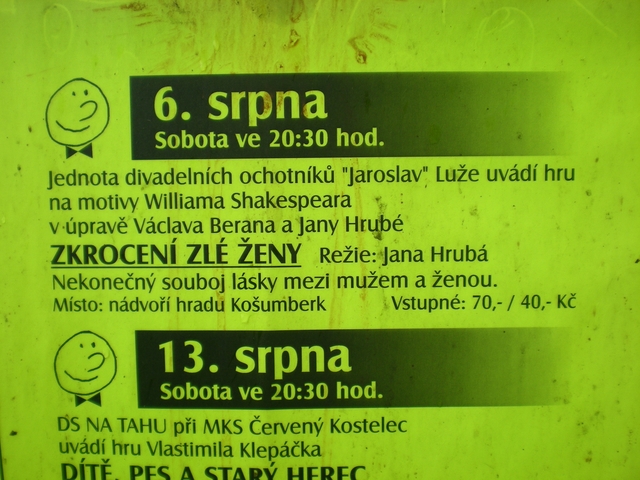 6. srpna
Sobota ve 20:30 hod.
Jednota divadelních ochotníků "Jaroslav" Luže uvádí hru
na motivy Williama Shakespeara
v úpravě Václava Berana a Jany Hrubé
ZKROCENÍ ZLÉ ŽENY Režie: Jana Hrubá
Nekonečný souboj lásky mezi mužem a ženou.
Místo: nádvoří hradu Košumberk Vstupné: 70,- / 40,- Kč
13. srpna
Sobota ve 20:30 hod.
DS NA TAHU při MKS Červený Kostelec
uvádí hru Vlastimila Klepáčka
DÍTĚ, PES A STARÝ HEREC